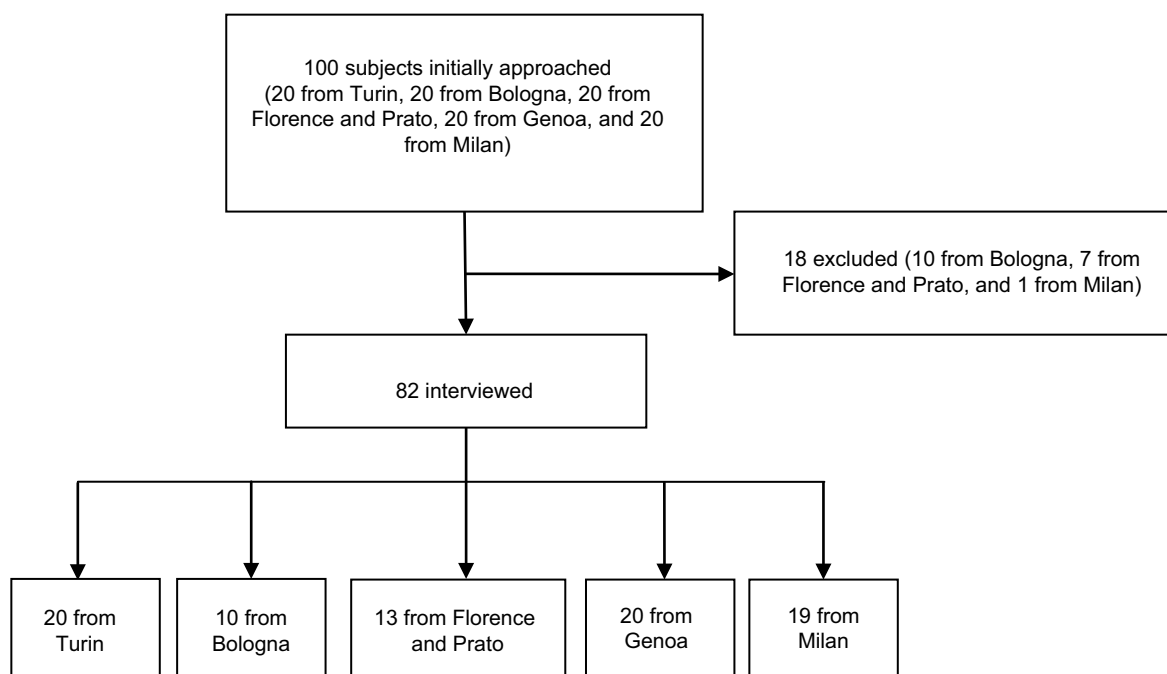 100 subjects initially approached
(20 from Turin, 20 from Bologna, 20 from
Florence and Prato, 20 from Genoa, and 20
from Milan)
18 excluded (10 from Bologna, 7 from
Florence and Prato, and 1 from Milan)
82 interviewed
20 from
Turin
10 from
Bologna
13 from Florence
and Prato
20 from
Genoa
19 from
Milan